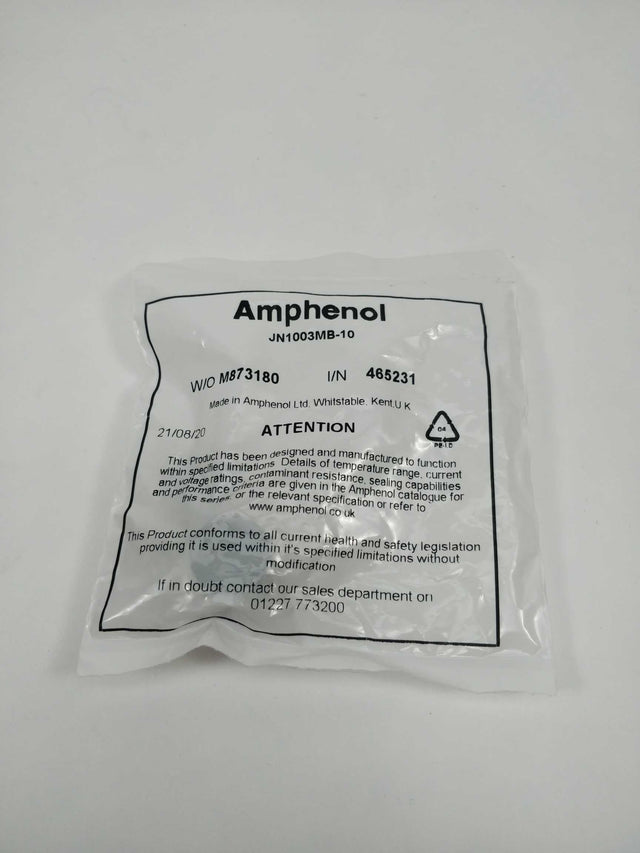 Amphenol
JN1003MB-10
W/O M873180 I/N 465231
Made in Amphenol Ltd. Whitstable. Kent.U K
21/08/20 ATTENTION
04
PE-LD
This Product has been designed and manufactured to function
within specified limitations Details of temperature range, current
and voltage ratings, contaminant resistance, sealing capabilities
and performance criteria are given in the Amphenol catalogue for
this series, or the relevant specification or refer to
www amphenol co uk
This Product conforms to all current health and safety legislation
providing it is used within it's specified limitations without
modification
If in doubt contact our sales department on
01227 773200